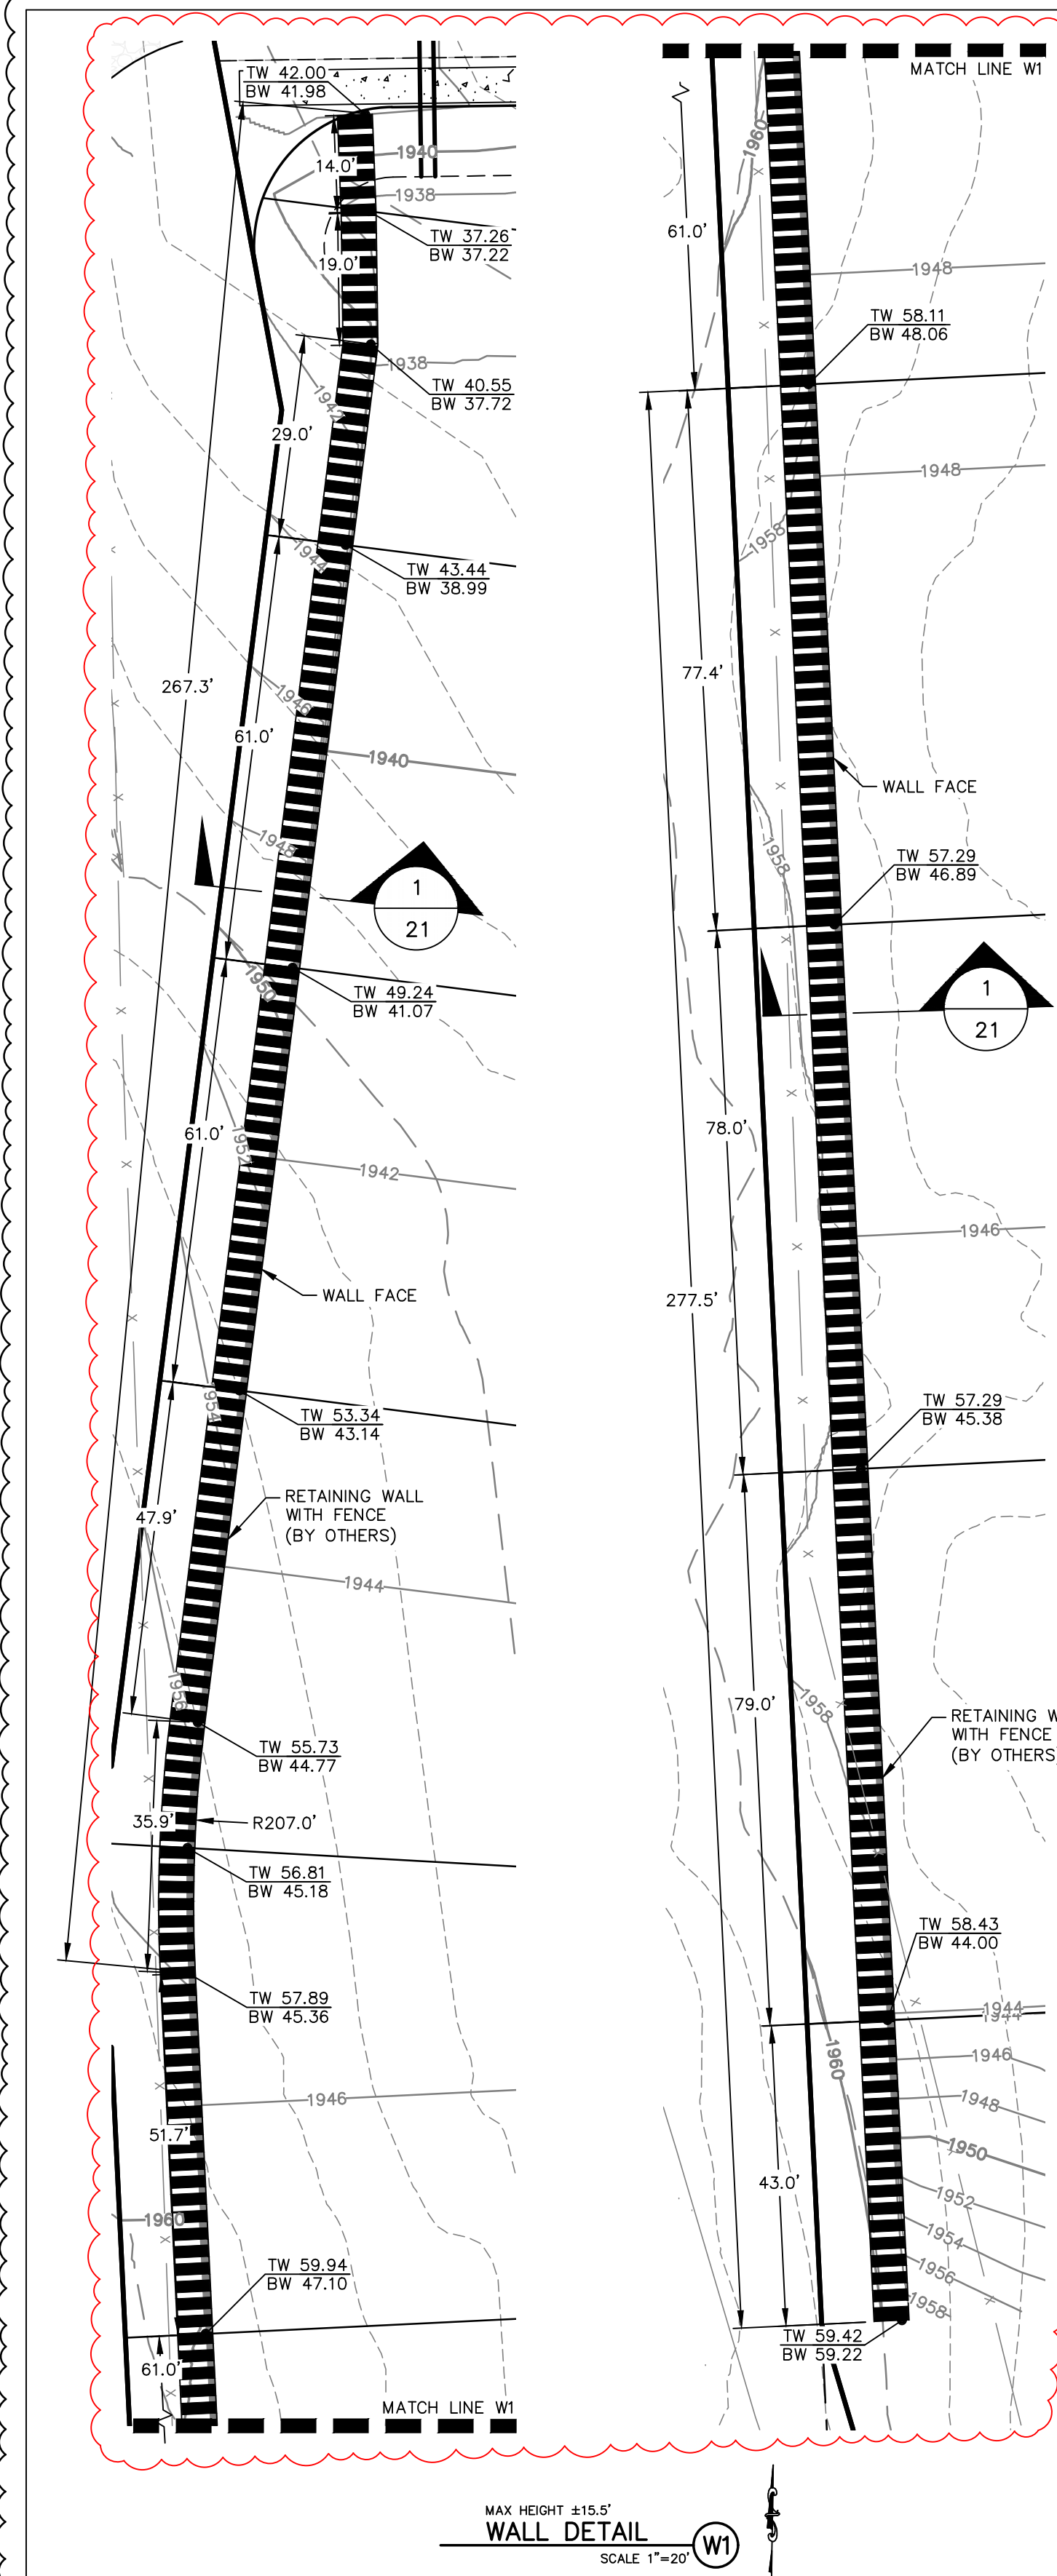 TW 42.00
BW 41.98
1940
14.0'
1938
TW 37.26
BW 37.22
19.0'
1938
TW 40.55
BW 37.72
1942
29.0'
1944
TW 43.44
BW 38.99
267.3'
1946
61.0'
1940
1948
1
21
1950
TW 49.24
BW 41.07
61.0'
1952
1942
WALL FACE
1954
TW 53.34
BW 43.14
RETAINING WALL
WITH FENCE
(BY OTHERS)
47.9'
1944
1956
TW 55.73
BW 44.77
35.9'
R207.0'
TW 56.81
BW 45.18
TW 57.89
BW 45.36
1946
51.7'
1960
TW 59.94
BW 47.10
61.0'
MATCH LINE W1
MATCH LINE W1
1960
61.0'
1948
TW 58.11
BW 48.06
1948
1958
77.4'
WALL FACE
1958
TW 57.29
BW 46.89
1
21
78.0'
1946
277.5'
TW 57.29
BW 45.38
79.0'
1958
RETAINING W
WITH FENCE
(BY OTHERS)
TW 58.43
BW 44.00
1944
1944
1960
1946
1948
1950
43.0'
1952
1954
1956
1958
TW 59.42
BW 59.22
MAX HEIGHT ±15.5'
WALL DETAIL
W1
SCALE 1"=20'